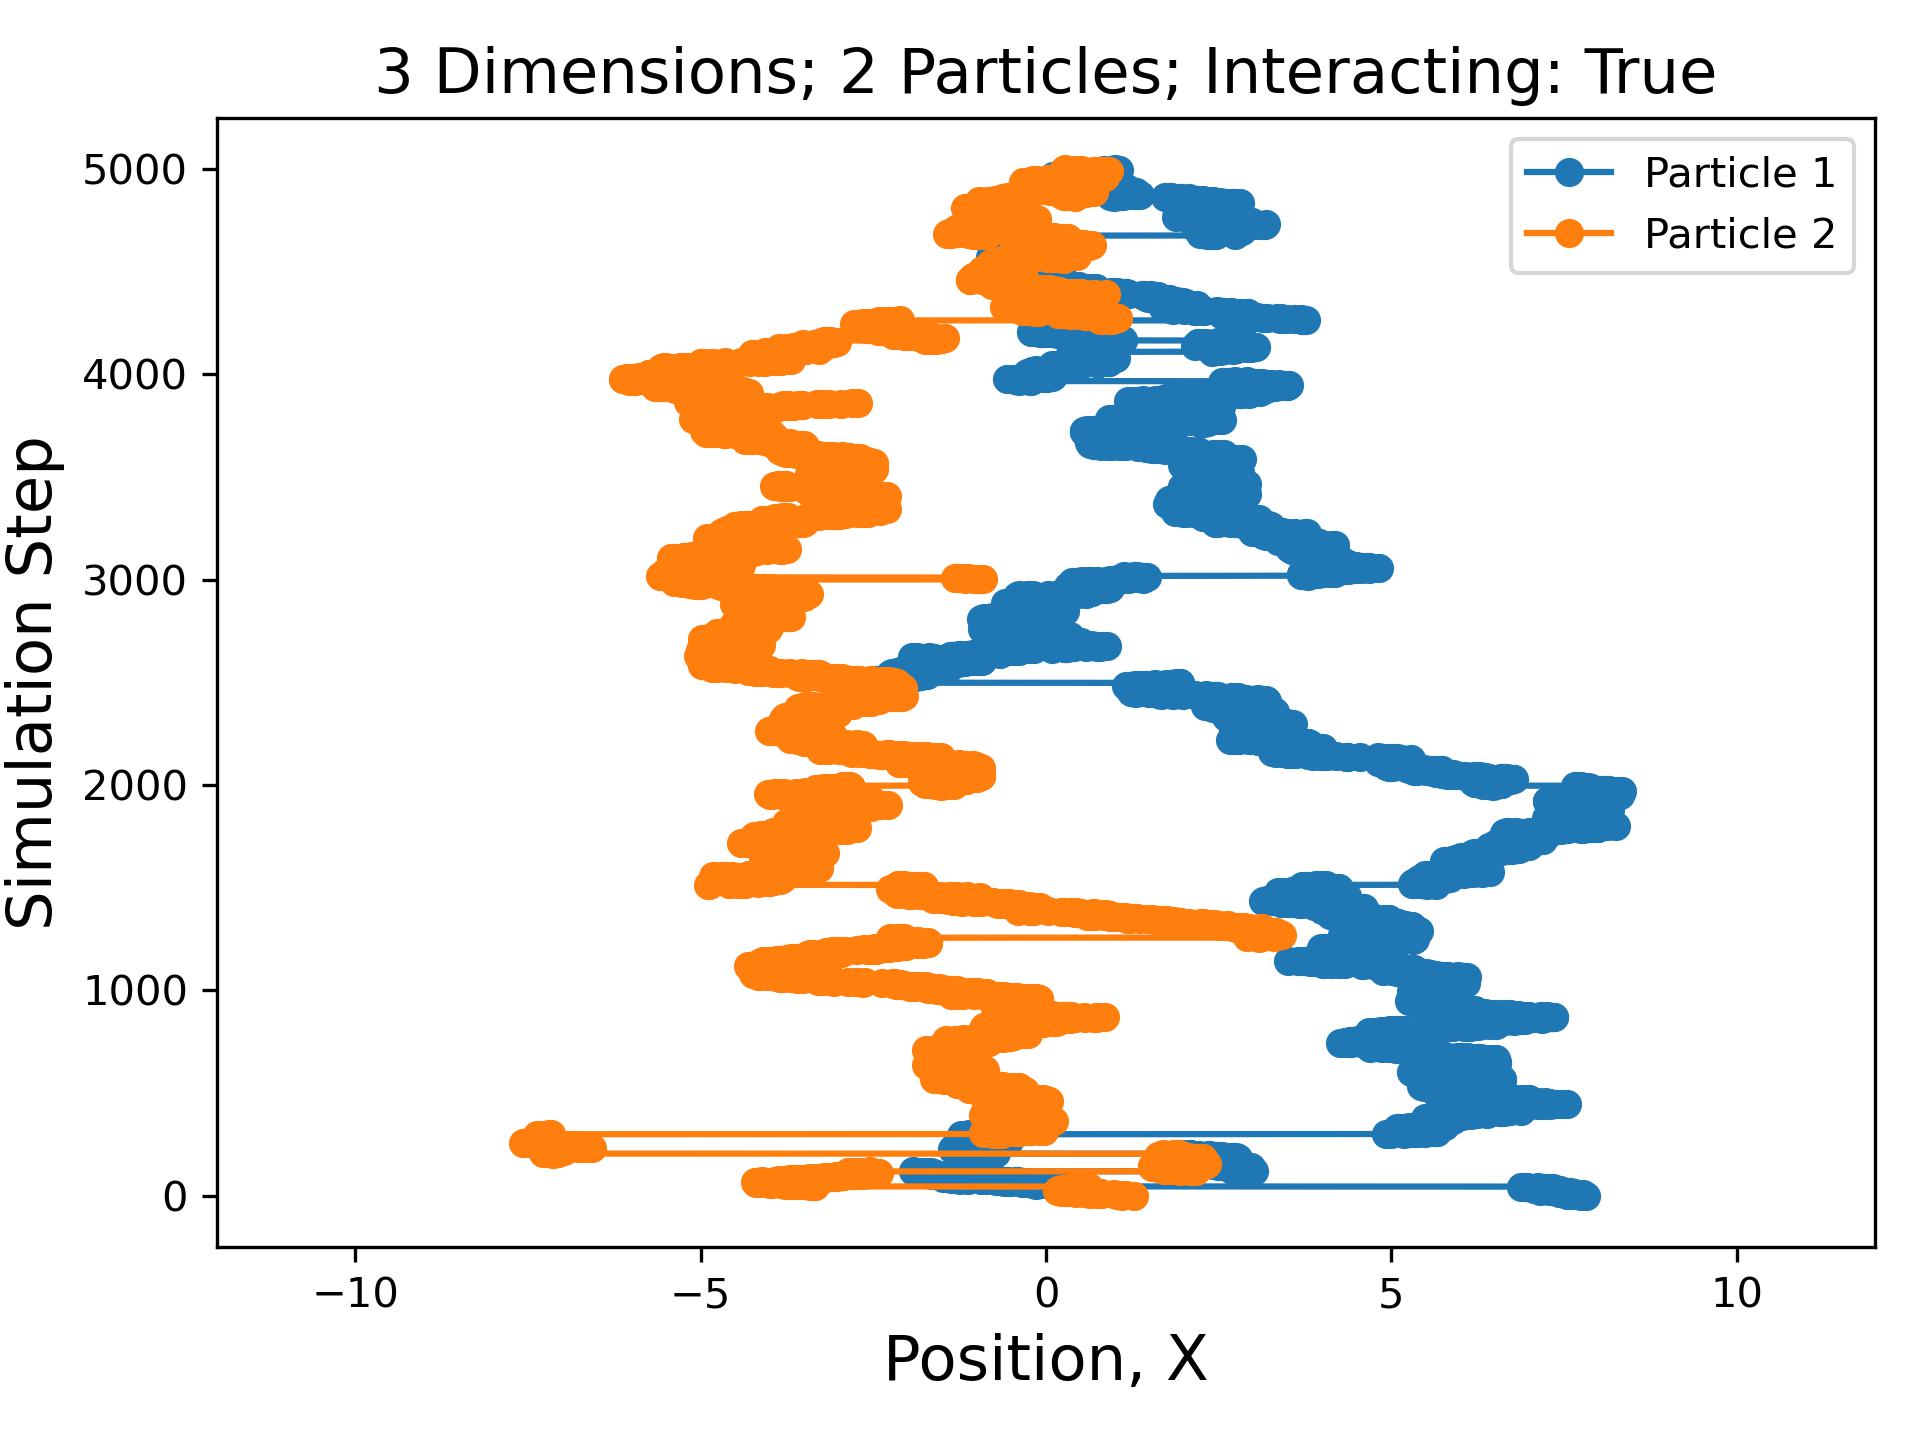 3 Dimensions; 2 Particles; Interacting: True
Particle 1
Particle 2
5000
4000
3000
2000
1000
0
Simulation Step
−10
−5
0
5
10
Position, X